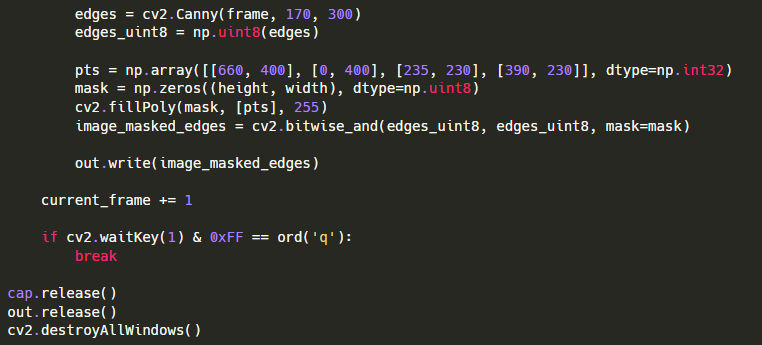 edges = cv2.Canny(frame, 170, 300)
edges_uint8 = np.uint8(edges)
pts = np.array([[660, 400], [0, 400], [235, 230], [390, 230]], dtype=np.int32)
mask = np.zeros((height, width), dtype=np.uint8)
cv2.fillPoly(mask, [pts], 255)
image_masked_edges = cv2.bitwise_and(edges_uint8, edges_uint8, mask=mask)
out.write(image_masked_edges)
current_frame += 1
if cv2.waitKey(1) & 0xFF == ord('q'):
break
cap.release()
out.release()
cv2.destroyAllWindows()